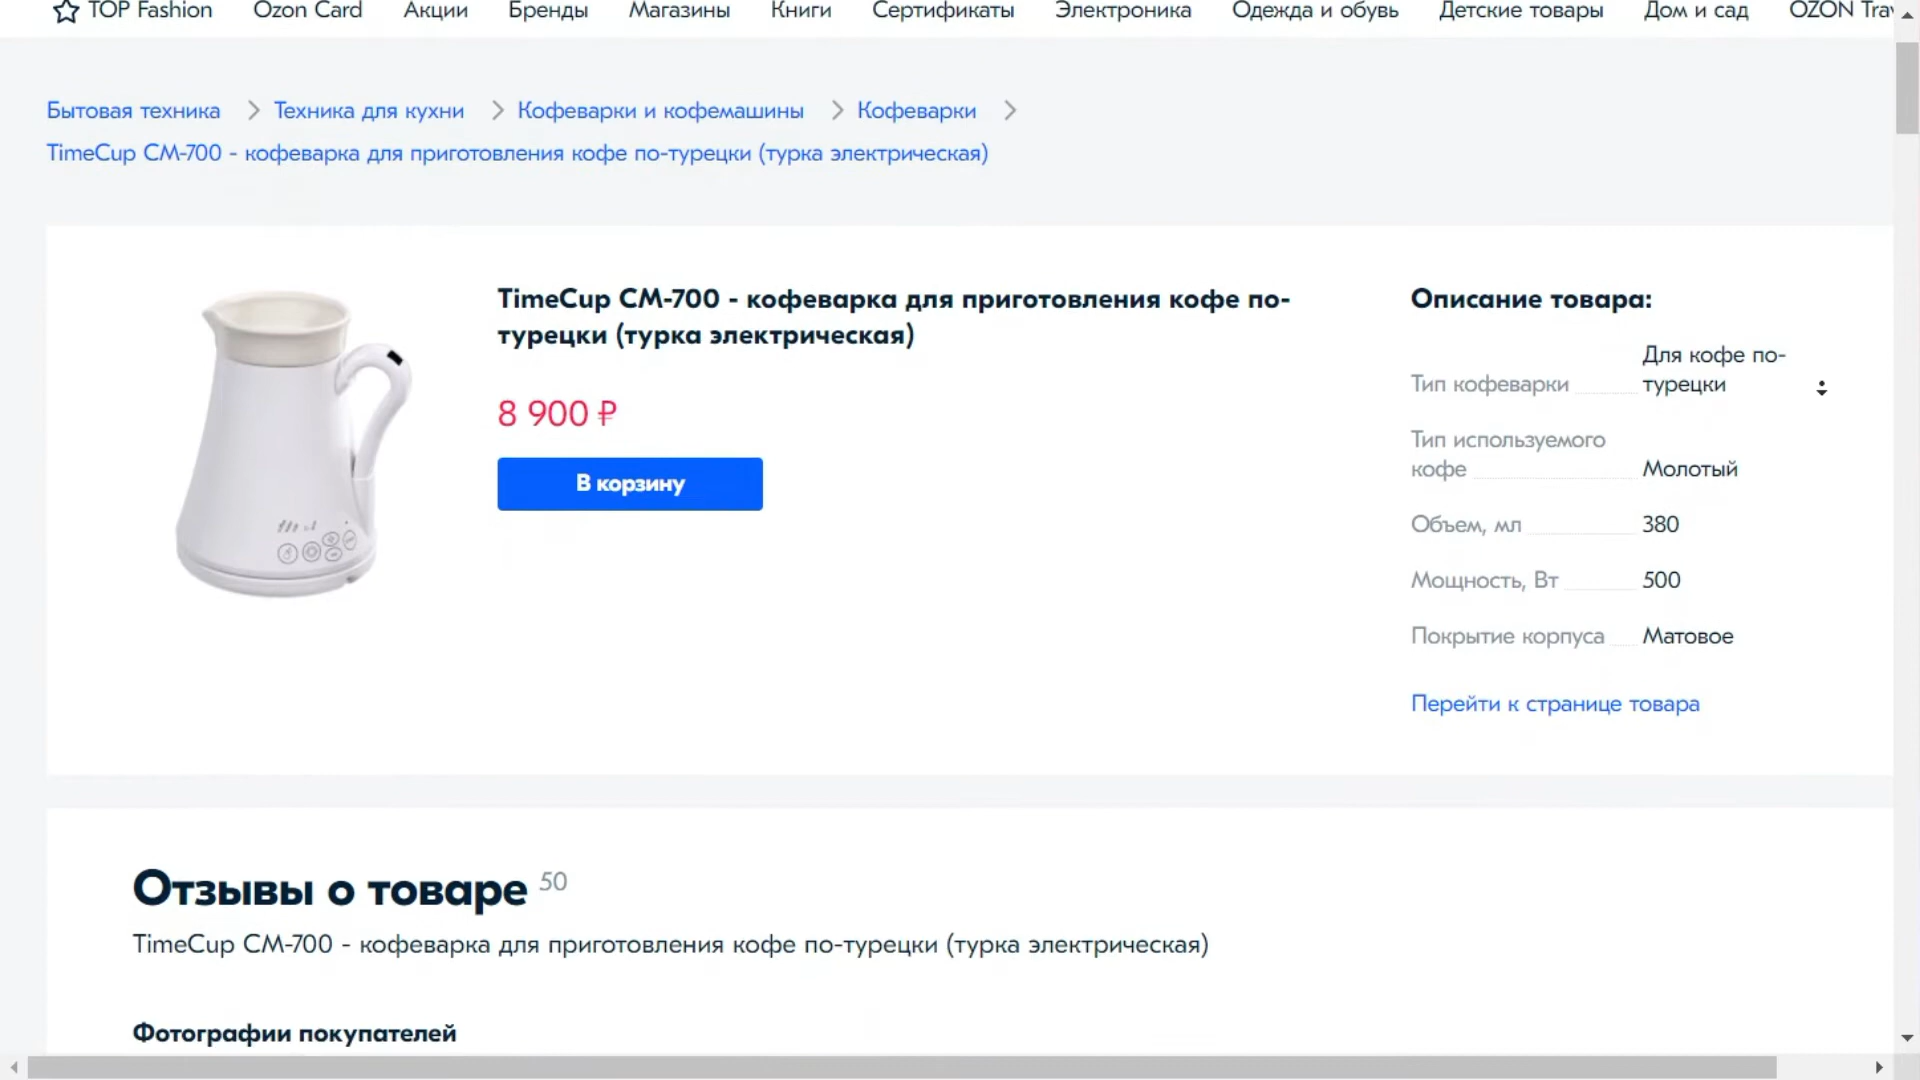 TOP Fashion Ozon Card Акции Бренды Магазины Книги Сертификаты Электроника Одежда и обувь Детские товары Дом и сад OZON Trav
Бытовая техника Техника для кухни Кофеварки и кофемашины Кофеварки
TimeCup CM-700 - кофеварка для приготовления кофе по-турецки (турка электрическая)
TimeCup CM-700 - кофеварка для приготовления кофе по-
турецки (турка электрическая)
8 900 ₽
В корзину
Описание товара:
Тип кофеварки Для кофе по-
турецки
Тип используемого
кофе Молотый
Объем, мл 380
Мощность, Вт 500
Покрытие корпуса Матовое
Перейти к странице товара
Отзывы о товаре 50
TimeCup CM-700 - кофеварка для приготовления кофе по-турецки (турка электрическая)
Фотографии покупателей